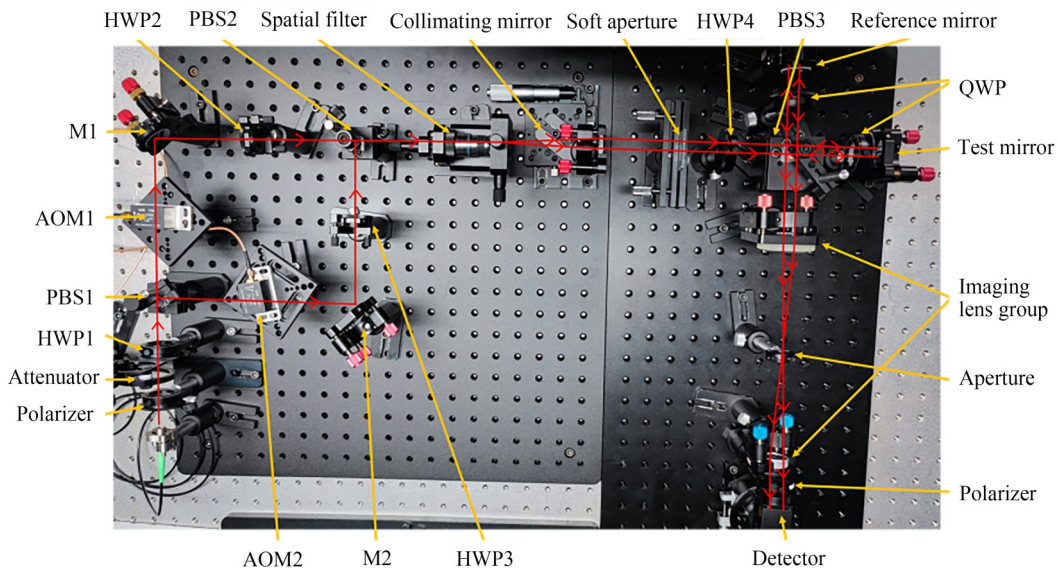 HWP2
PBS2
Spatial filter
Collimating mirror
Soft aperture
HWP4
PBS3
Reference mirror
QWP
M1
Test mirror
AOM1
PBS1
Imaging
lens group
HWP1
Attenuator
Aperture
Polarizer
Polarizer
AOM2
M2
HWP3
Detector